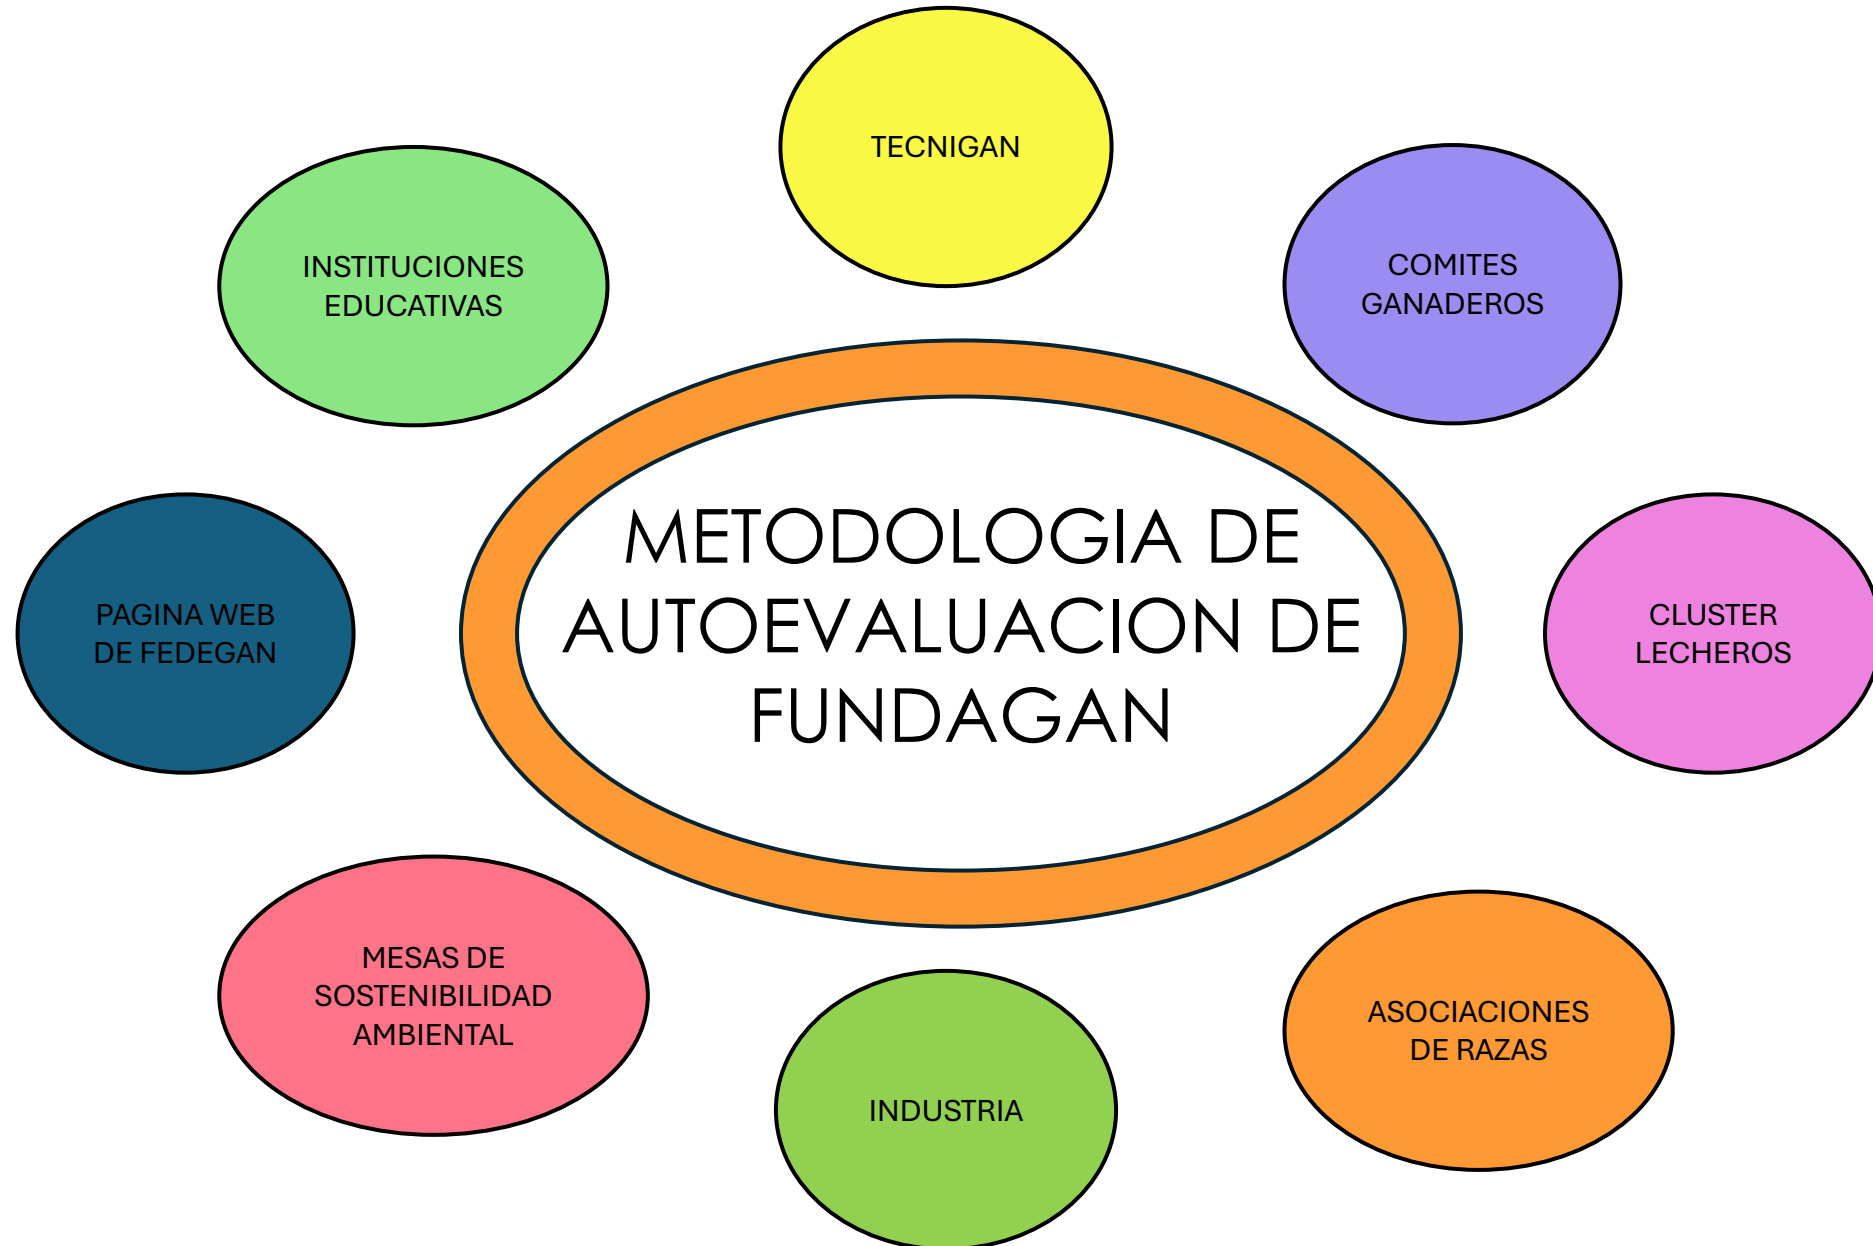 TECNIGAN
INSTITUCIONES
EDUCATIVAS
COMITES
GANADEROS
METODOLOGIA DE
AUTOEVALUACION DE
FUNDAGAN
PAGINA WEB
DE FEDEGAN
CLUSTER
LECHEROS
MESAS DE
SOSTENIBILIDAD
AMBIENTAL
ASOCIACIONES
DE RAZAS
INDUSTRIA